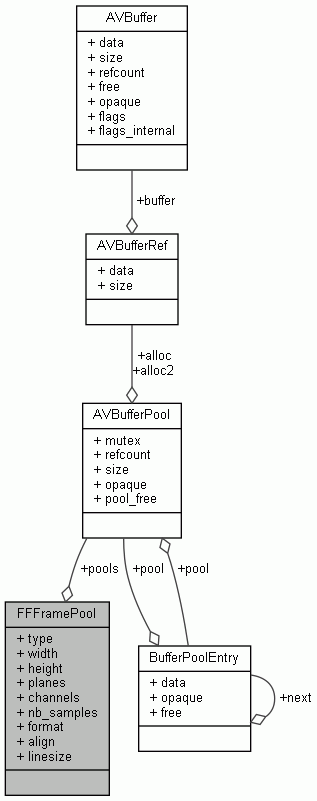 AVBuffer
+ data
+ size
+ refcount
+ free
+ opaque
+ flags
+ flags_internal
+buffer
AVBufferRef
+ data
+ size
+alloc
+alloc2
AVBufferPool
+ mutex
+ refcount
+ size
+ opaque
+ pool_free
+pools
+pool
+pool
FFFramePool
+ type
+ width
+ height
+ planes
+ channels
+ nb_samples
+ format
+ align
+ linesize
BufferPoolEntry
+ data
+ opaque
+ free
+next